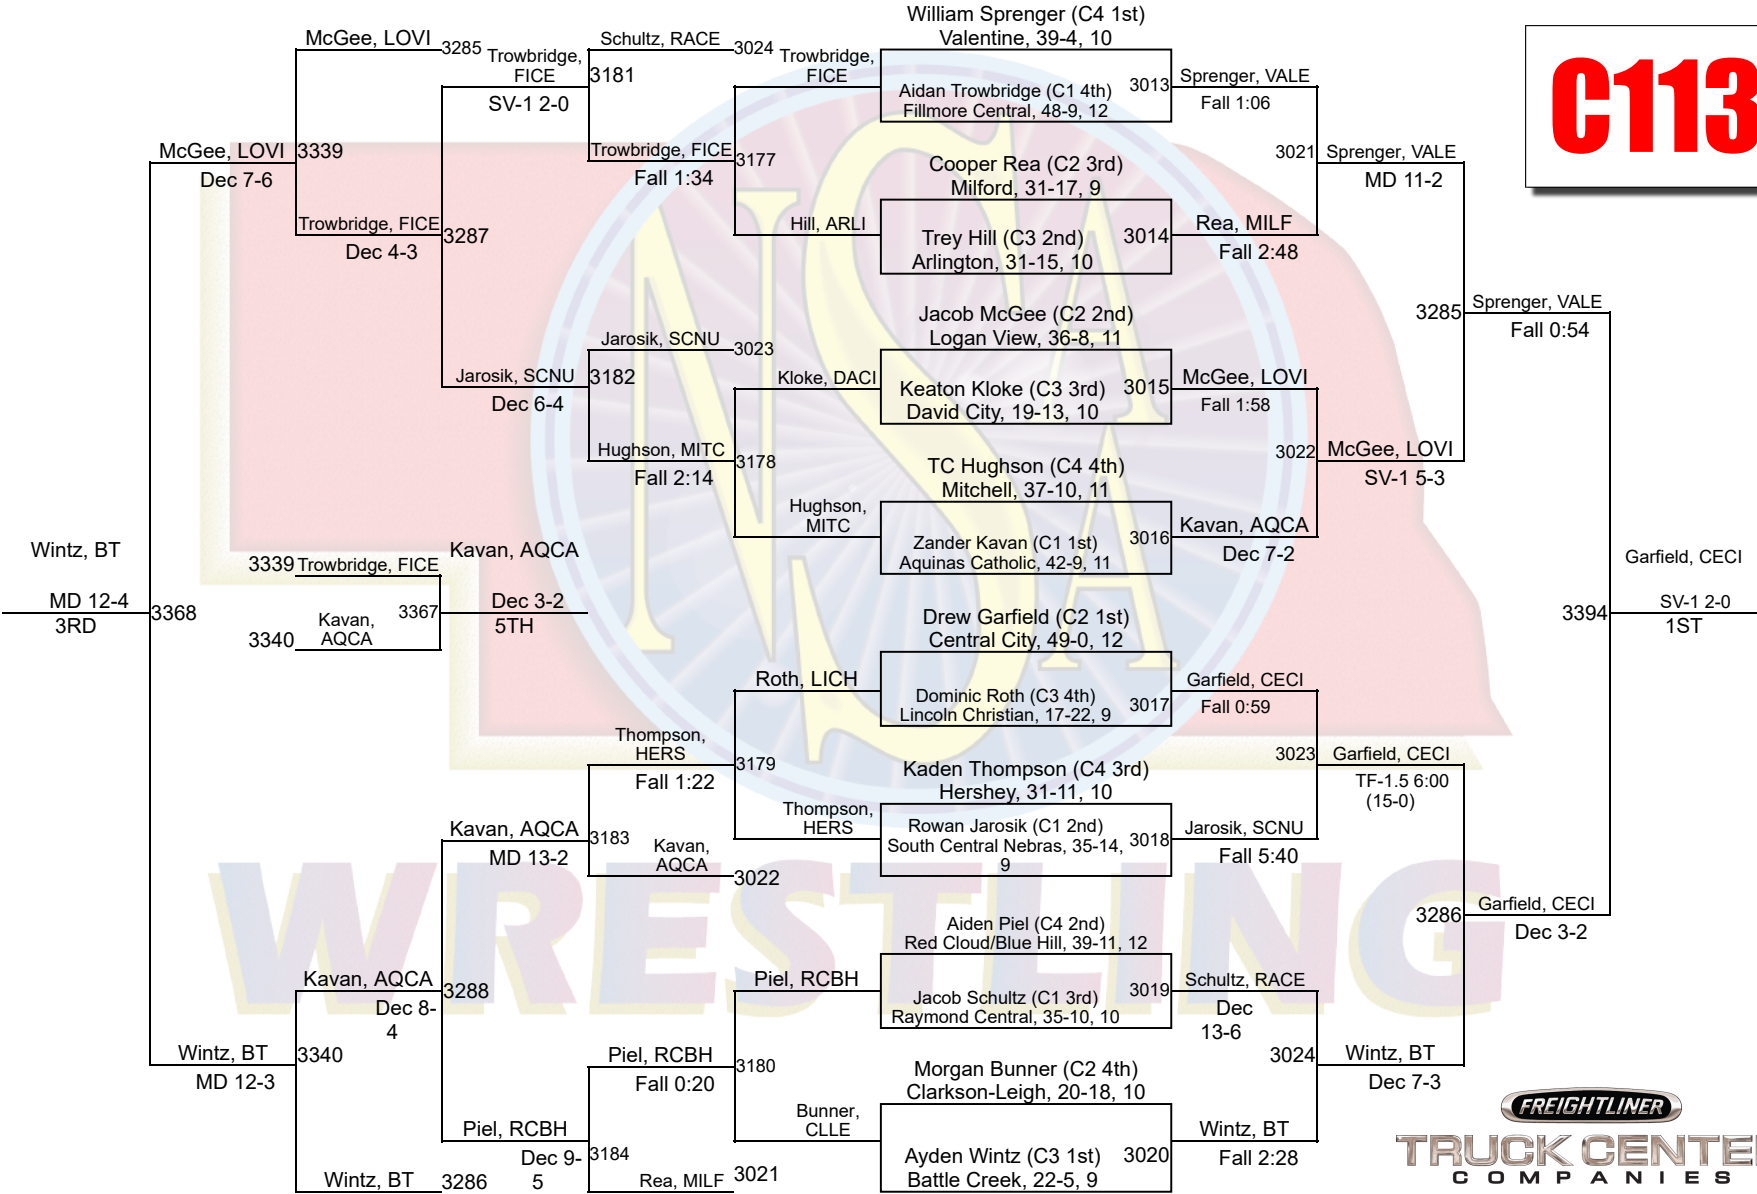 William Sprenger (C4 1st)
Valentine, 39-4, 10
McGee, LOVI
3285
Trowbridge,
FICE
SV-1 2-0
Schultz, RACE
3024
3181
Trowbridge,
FICE
Aidan Trowbridge (C1 4th)
Fillmore Central, 48-9, 12
3013
Sprenger, VALE
Fall 1:06
C113
McGee, LOVI
3339
Dec 7-6
Trowbridge, FICE
3177
Fall 1:34
Cooper Rea (C2 3rd)
Milford, 31-17, 9
3021
Sprenger, VALE
MD 11-2
Trowbridge, FICE
3287
Dec 4-3
Hill, ARLI
Trey Hill (C3 2nd)
Arlington, 31-15, 10
3014
Rea, MILF
Fall 2:48
Jacob McGee (C2 2nd)
Logan View, 36-8, 11
3285
Sprenger, VALE
Fall 0:54
Jarosik, SCNU
3023
Jarosik, SCNU
3182
Dec 6-4
Kloke, DACI
Keaton Kloke (C3 3rd)
David City, 19-13, 10
3015
McGee, LOVI
Fall 1:58
Hughson, MITC
3178
Fall 2:14
TC Hughson (C4 4th)
Mitchell, 37-10, 11
3022
McGee, LOVI
SV-1 5-3
Hughson,
MITC
Zander Kavan (C1 1st)
Aquinas Catholic, 42-9, 11
3016
Kavan, AQCA
Dec 7-2
Wintz, BT
MD 12-4
3RD
3368
3339
Trowbridge, FICE
Kavan, AQCA
3340
Kavan,
AQCA
3367
Dec 3-2
5TH
Drew Garfield (C2 1st)
Central City, 49-0, 12
3394
Garfield, CECI
SV-1 2-0
1ST
Roth, LICH
Dominic Roth (C3 4th)
Lincoln Christian, 17-22, 9
3017
Garfield, CECI
Fall 0:59
Thompson,
HERS
3179
Fall 1:22
Kaden Thompson (C4 3rd)
Hershey, 31-11, 10
3023
Garfield, CECI
TF-1.5 6:00
(15-0)
Thompson,
HERS
Rowan Jarosik (C1 2nd)
South Central Nebras, 35-14,
9
3018
Jarosik, SCNU
Fall 5:40
Kavan, AQCA
3183
MD 13-2
Kavan,
AQCA
3022
Aiden Piel (C4 2nd)
Red Cloud/Blue Hill, 39-11, 12
3286
Garfield, CECI
Dec 3-2
Kavan, AQCA
3288
Dec 8-
4
Piel, RCBH
Jacob Schultz (C1 3rd)
Raymond Central, 35-10, 10
3019
Schultz, RACE
Dec
13-6
Wintz, BT
3340
MD 12-3
Piel, RCBH
3180
Fall 0:20
Morgan Bunner (C2 4th)
Clarkson-Leigh, 20-18, 10
3024
Wintz, BT
Dec 7-3
Piel, RCBH
3184
Dec 9-
5
Bunner,
CLLE
Ayden Wintz (C3 1st)
Battle Creek, 22-5, 9
3020
Wintz, BT
Fall 2:28
Wintz, BT
3286
Rea, MILF
3021
NSAA
WRESTLING
FREIGHTLINER
TRUCK CENTE
COMPANIES